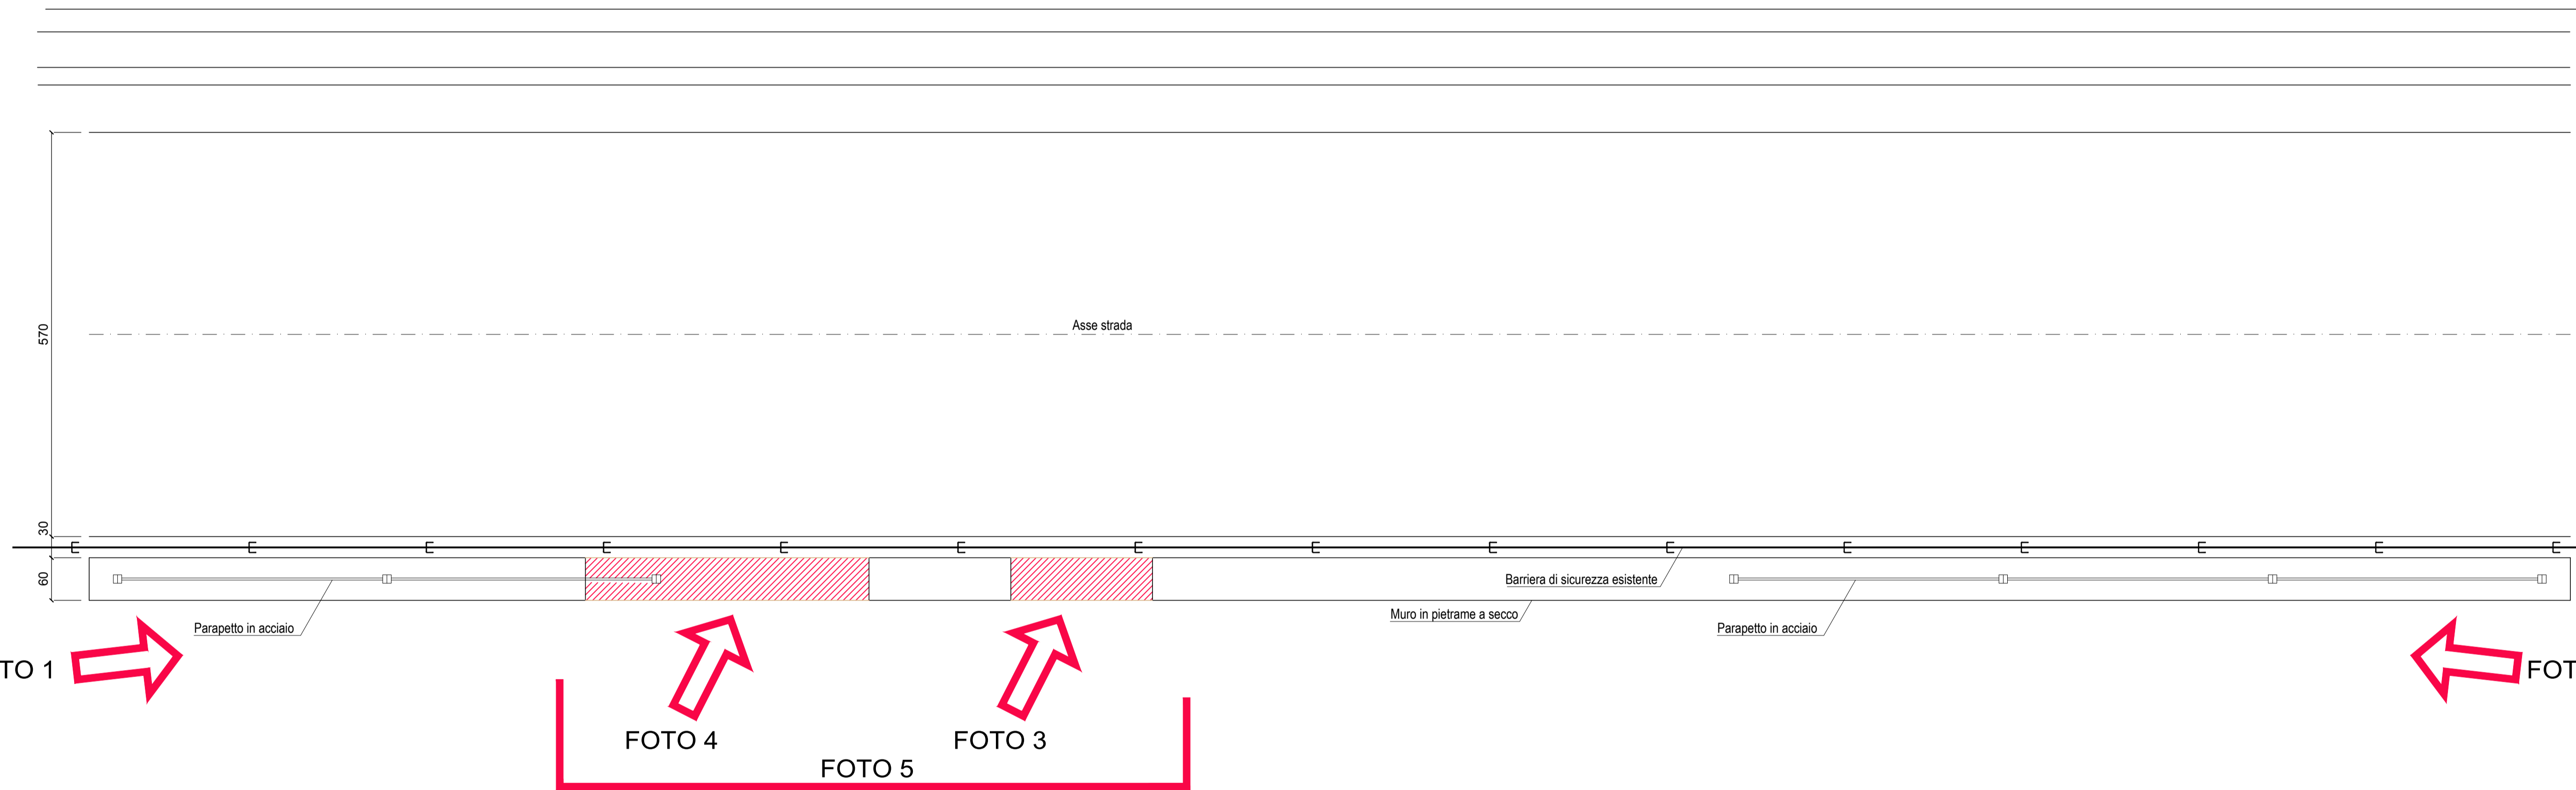 Asse strada
570
30
60
Barriera di sicurezza esistente
Muro in pietrame a secco
Parapetto in acciaio
Parapetto in acciaio
TO 1
FOT
FOTO 4
FOTO 3
FOTO 5